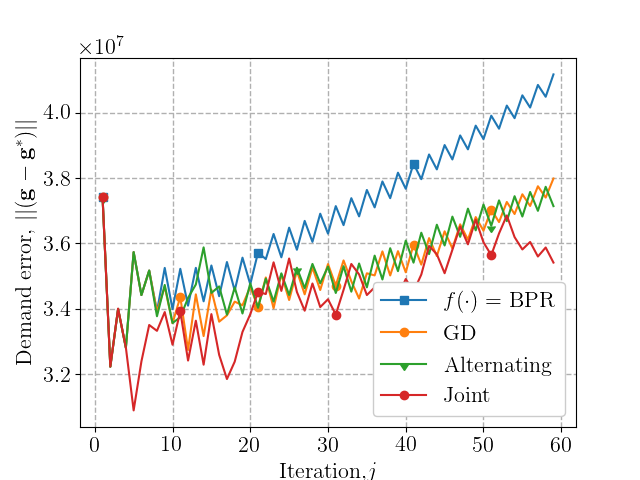 ×10⁷
4.0
3.8
3.6
3.4
3.2
Demand error, ||(g − g*)||
0 10 20 30 40 50 60
Iteration, j
f(·) = BPR
GD
Alternating
Joint